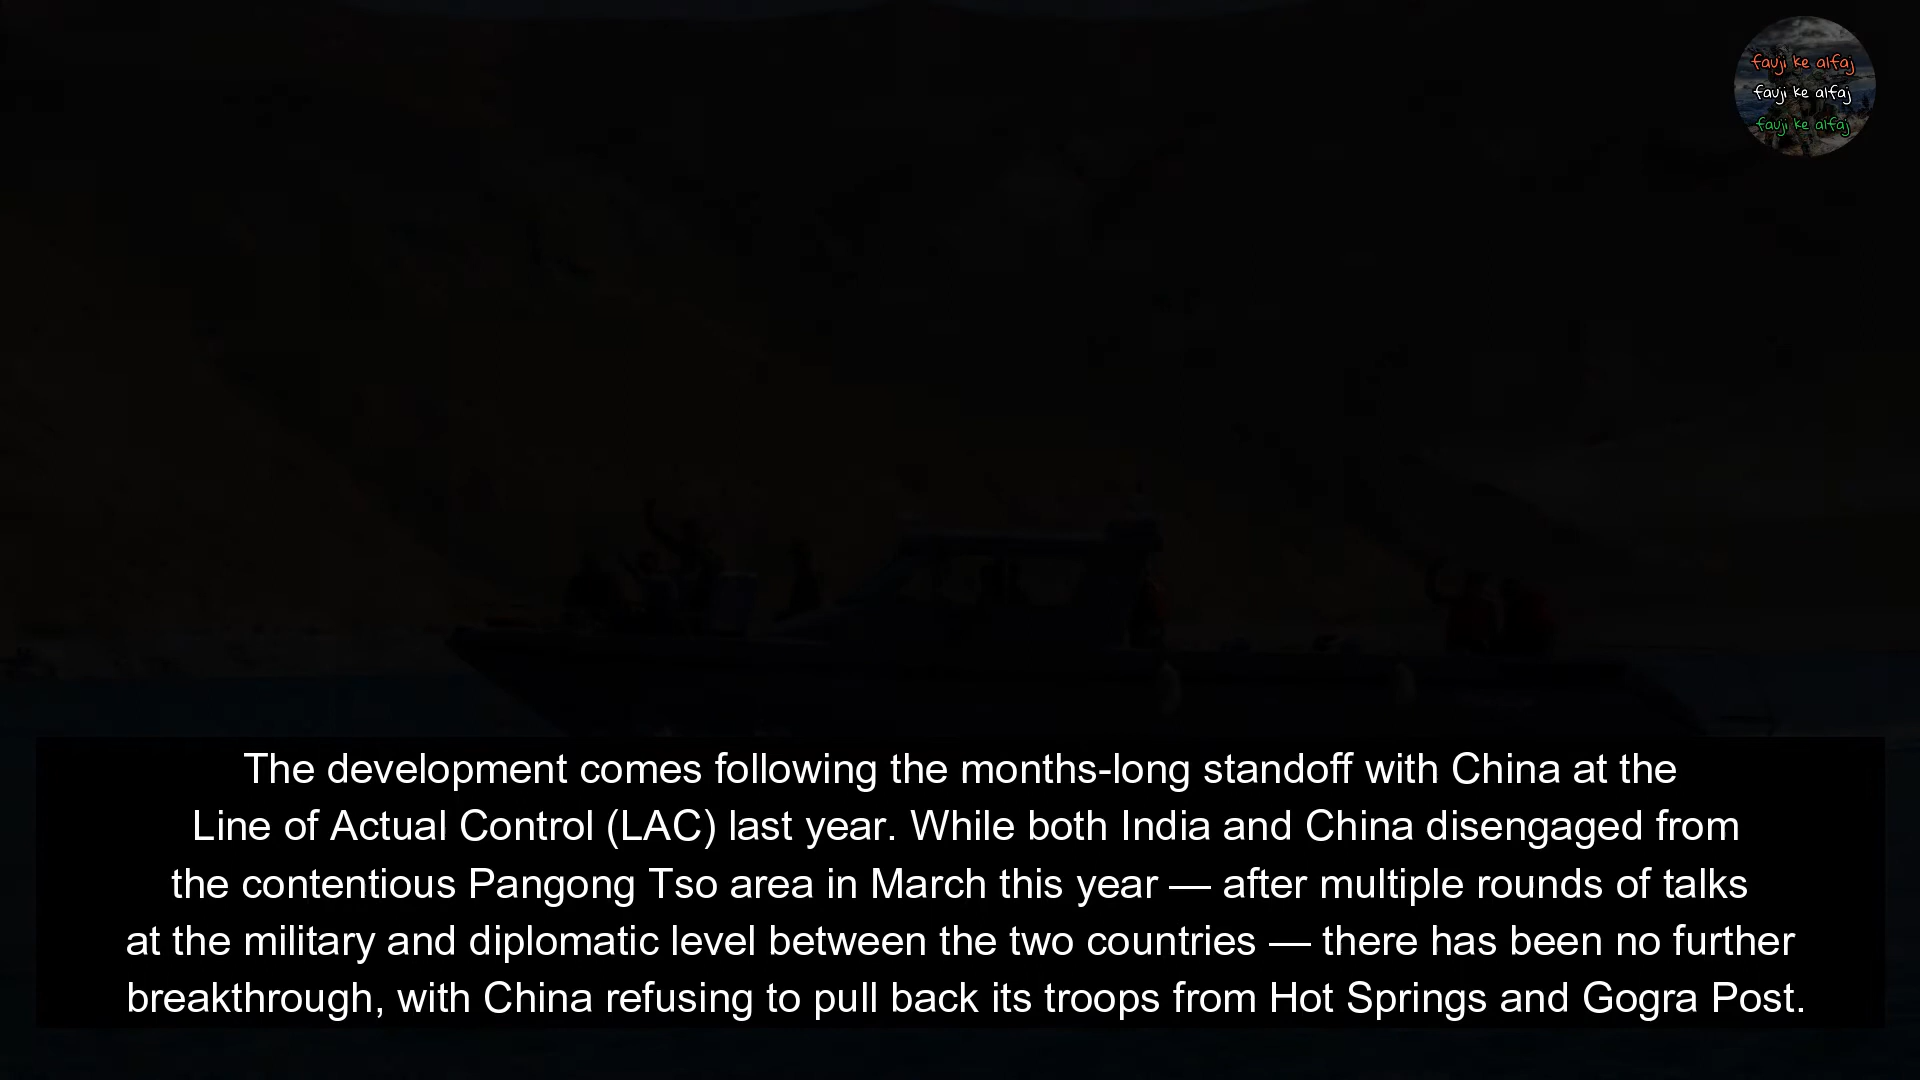 fauji ke alfaj
fauji ke alfaj
fauji ke alfaj
The development comes following the months-long standoff with China at the
Line of Actual Control (LAC) last year. While both India and China disengaged from
the contentious Pangong Tso area in March this year — after multiple rounds of talks
at the military and diplomatic level between the two countries — there has been no further
breakthrough, with China refusing to pull back its troops from Hot Springs and Gogra Post.